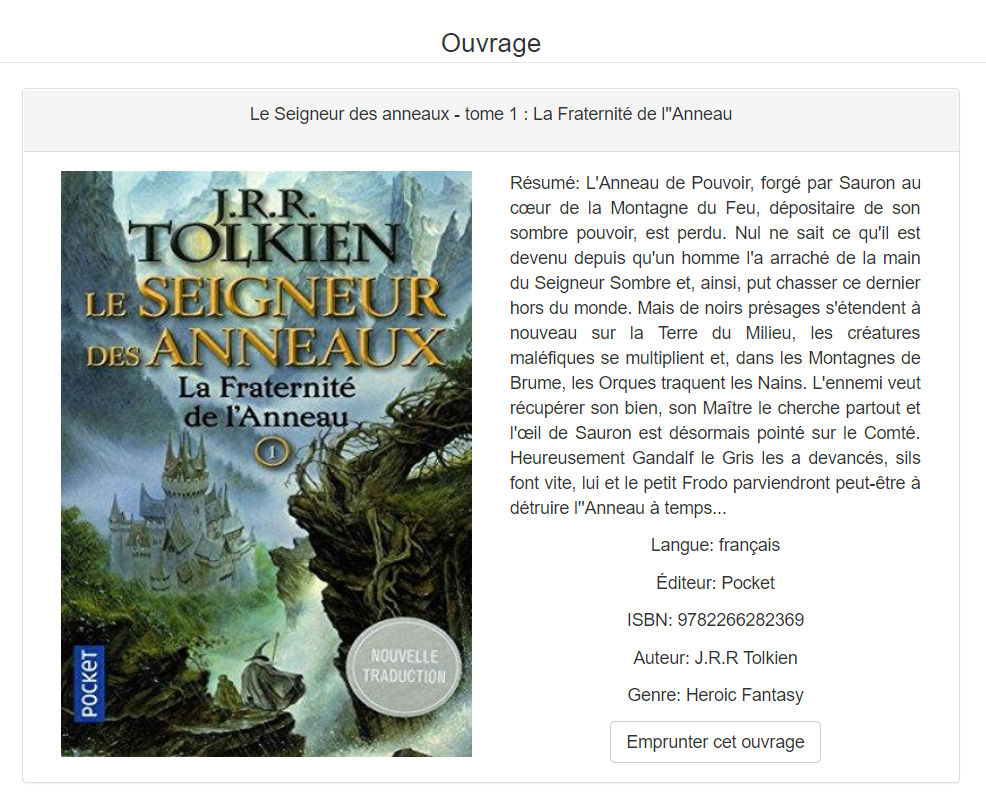 Ouvrage
Le Seigneur des anneaux - tome 1 : La Fraternité de l''Anneau
J.R.R.
TOLKIEN
LE SEIGNEUR
DES ANNEAUX
La Fraternité
de l'Anneau
1
NOUVELLE
TRADUCTION
POCKET
Résumé: L'Anneau de Pouvoir, forgé par Sauron au
cœur de la Montagne du Feu, dépositaire de son
sombre pouvoir, est perdu. Nul ne sait ce qu'il est
devenu depuis qu'un homme l'a arraché de la main
du Seigneur Sombre et, ainsi, put chasser ce dernier
hors du monde. Mais de noirs présages s'étendent à
nouveau sur la Terre du Milieu, les créatures
maléfiques se multiplient et, dans les Montagnes de
Brume, les Orques traquent les Nains. L'ennemi veut
récupérer son bien, son Maître le cherche partout et
l'œil de Sauron est désormais pointé sur le Comté.
Heureusement Gandalf le Gris les a devancés, sils
font vite, lui et le petit Frodo parviendront peut-être à
détruire l''Anneau à temps...
Langue: français
Éditeur: Pocket
ISBN: 9782266282369
Auteur: J.R.R Tolkien
Genre: Heroic Fantasy
Emprunter cet ouvrage